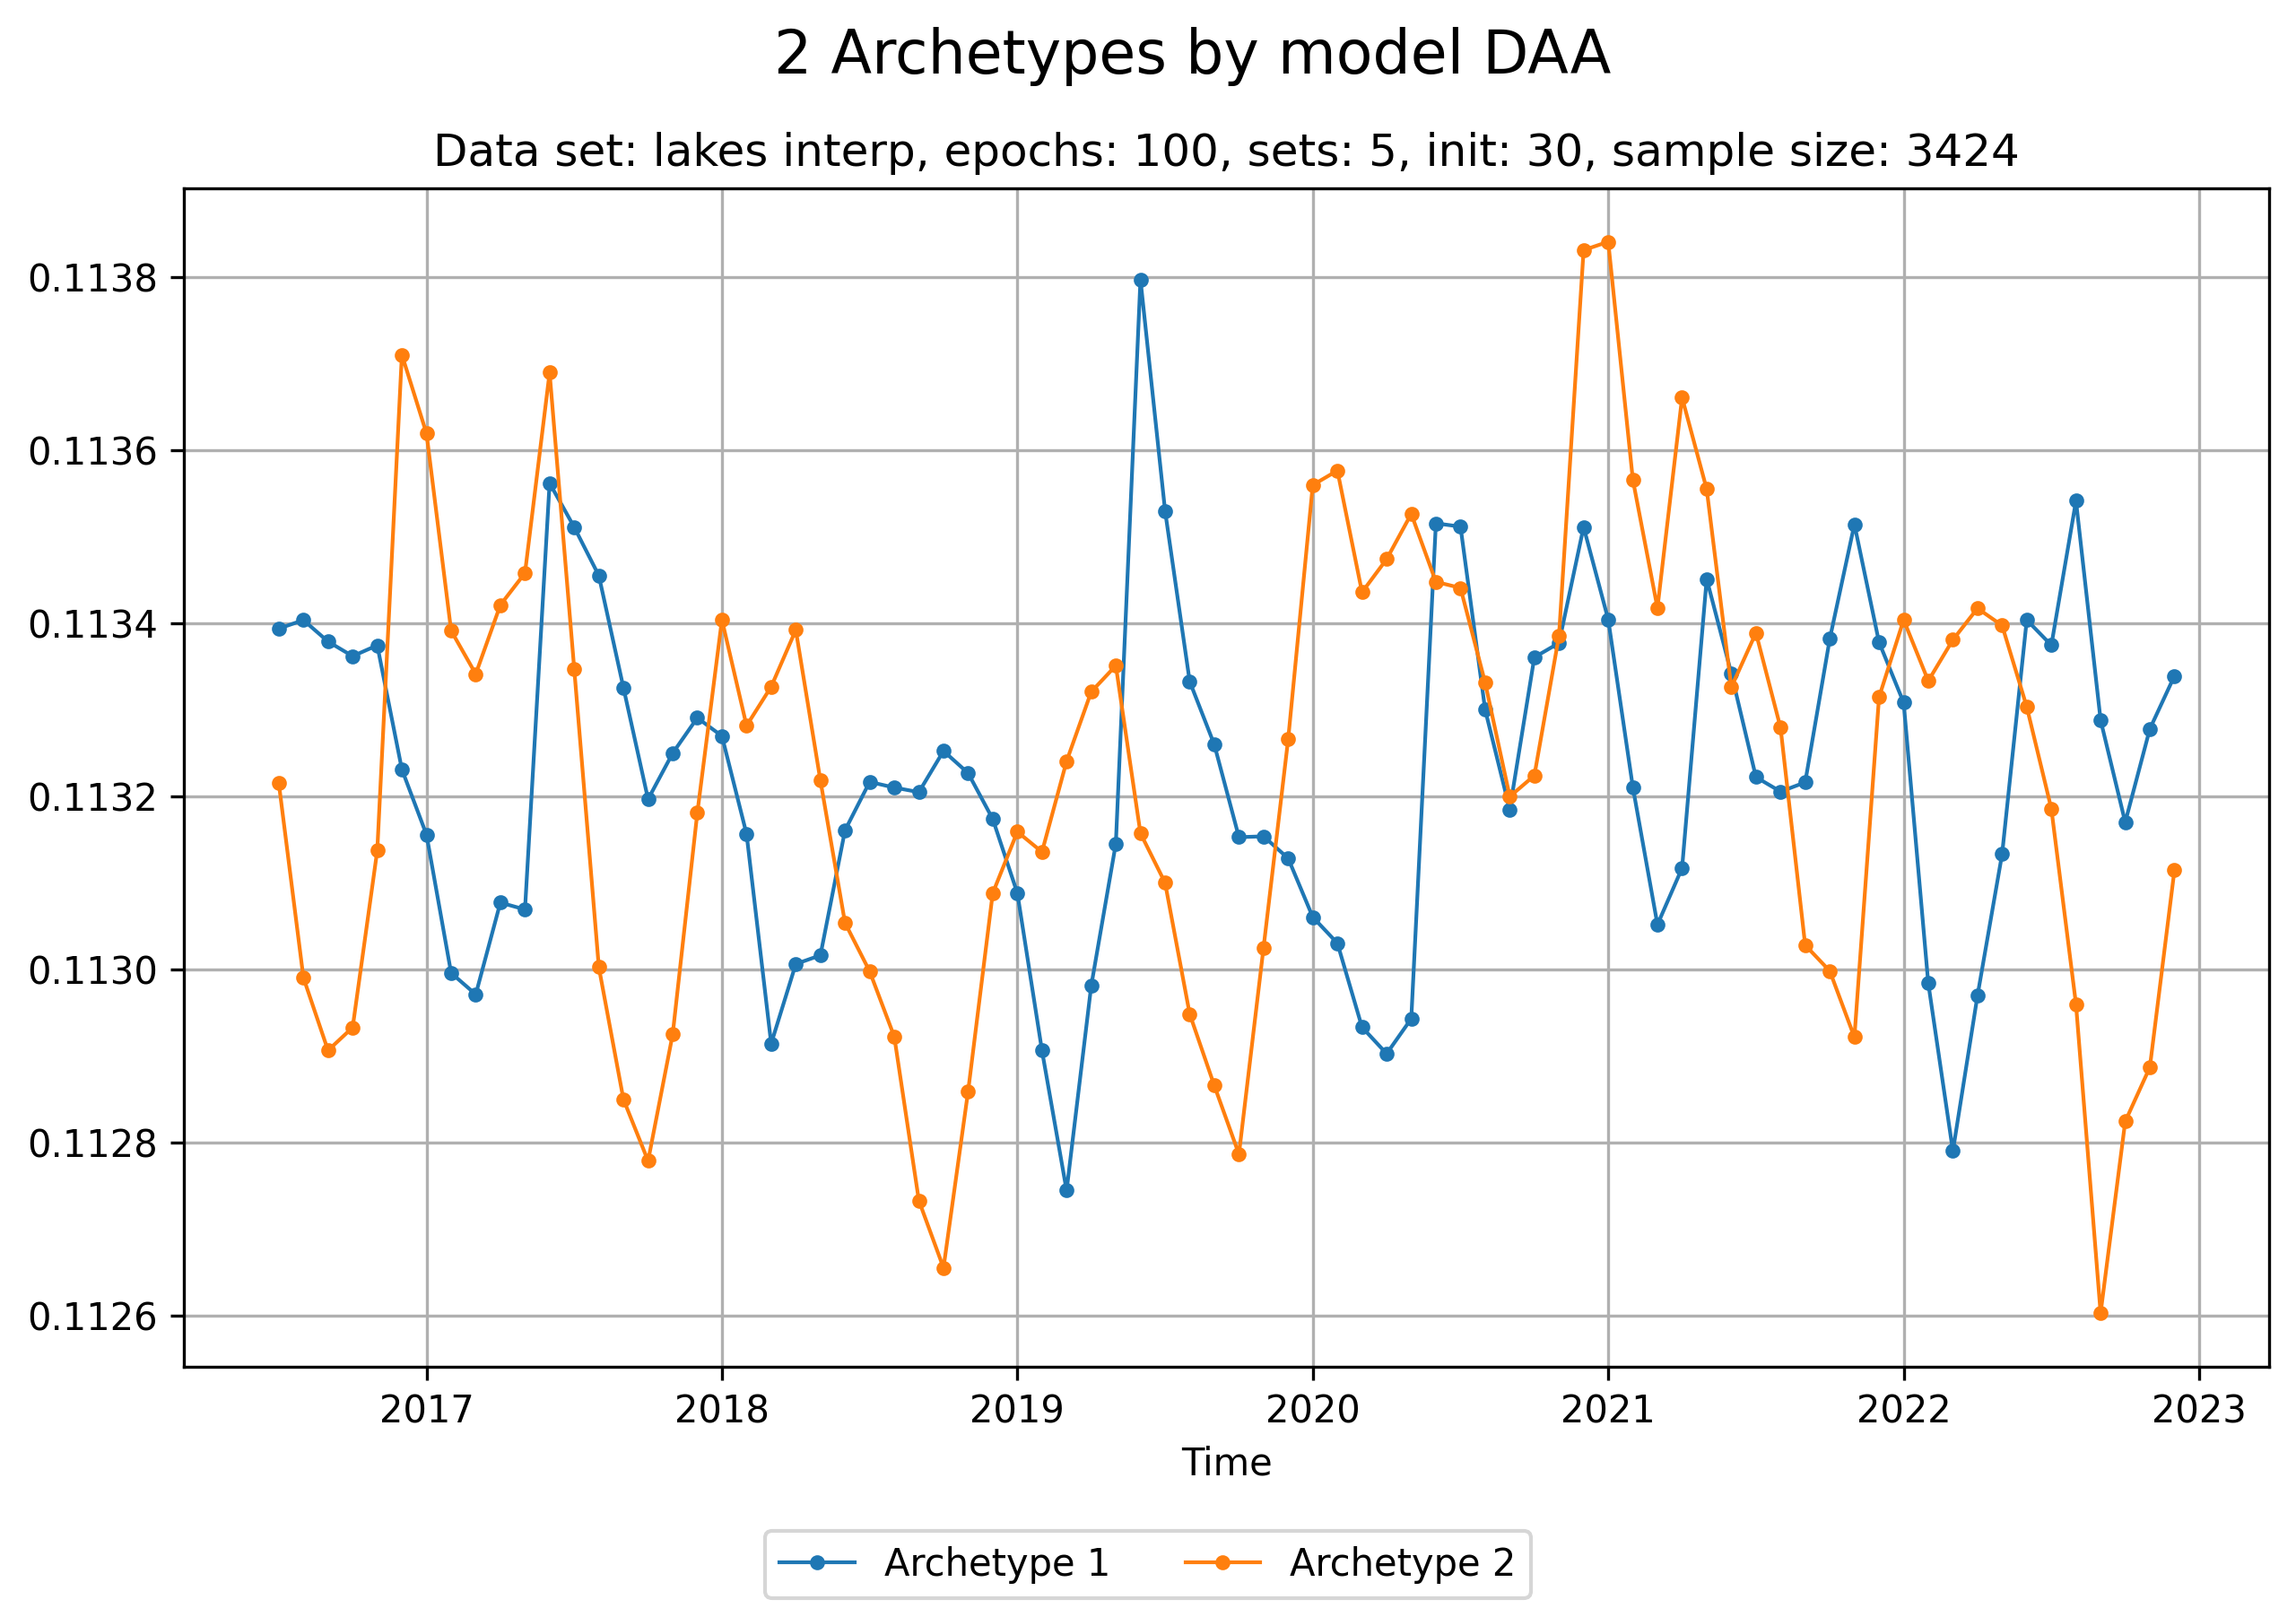 2 Archetypes by model DAA
Data set: lakes interp, epochs: 100, sets: 5, init: 30, sample size: 3424
0.1138
0.1136
0.1134
0.1132
0.1130
0.1128
0.1126
2017 2018 2019 2020 2021 2022 2023
Time
Archetype 1 Archetype 2